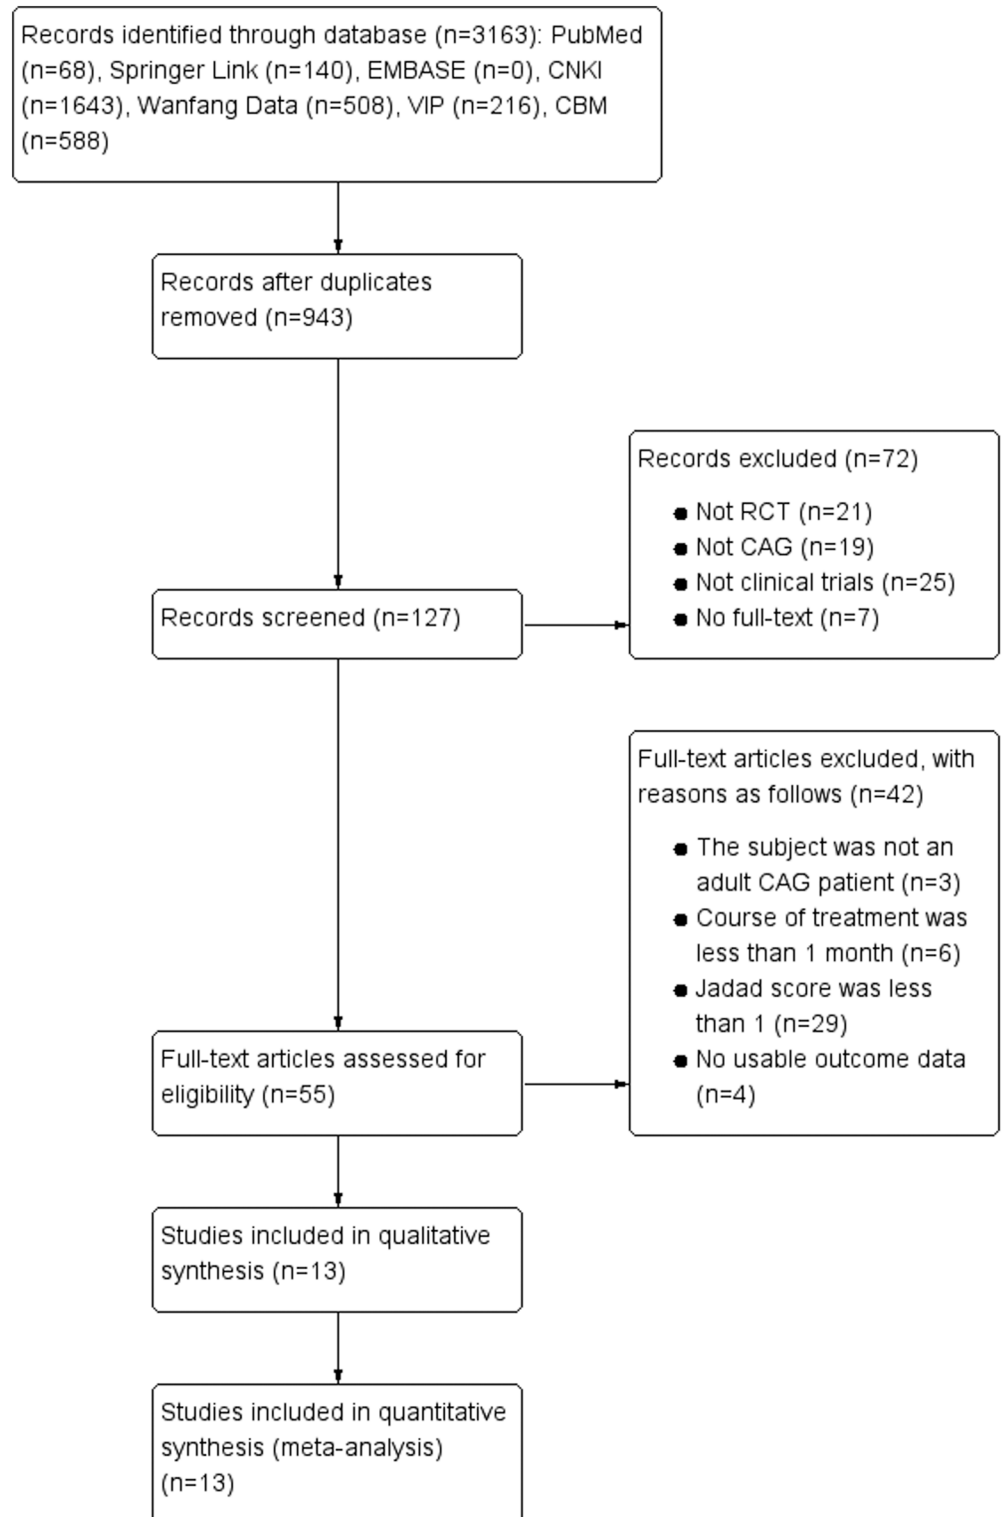 Records identified through database (n=3163): PubMed
(n=68), Springer Link (n=140), EMBASE (n=0), CNKI
(n=1643), Wanfang Data (n=508), VIP (n=216), CBM
(n=588)
Records after duplicates
removed (n=943)
Records excluded (n=72)
● Not RCT (n=21)
● Not CAG (n=19)
● Not clinical trials (n=25)
● No full-text (n=7)
Records screened (n=127)
Full-text articles excluded, with
reasons as follows (n=42)
● The subject was not an
adult CAG patient (n=3)
● Course of treatment was
less than 1 month (n=6)
● Jadad score was less
than 1 (n=29)
● No usable outcome data
(n=4)
Full-text articles assessed for
eligibility (n=55)
Studies included in qualitative
synthesis (n=13)
Studies included in quantitative
synthesis (meta-analysis)
(n=13)